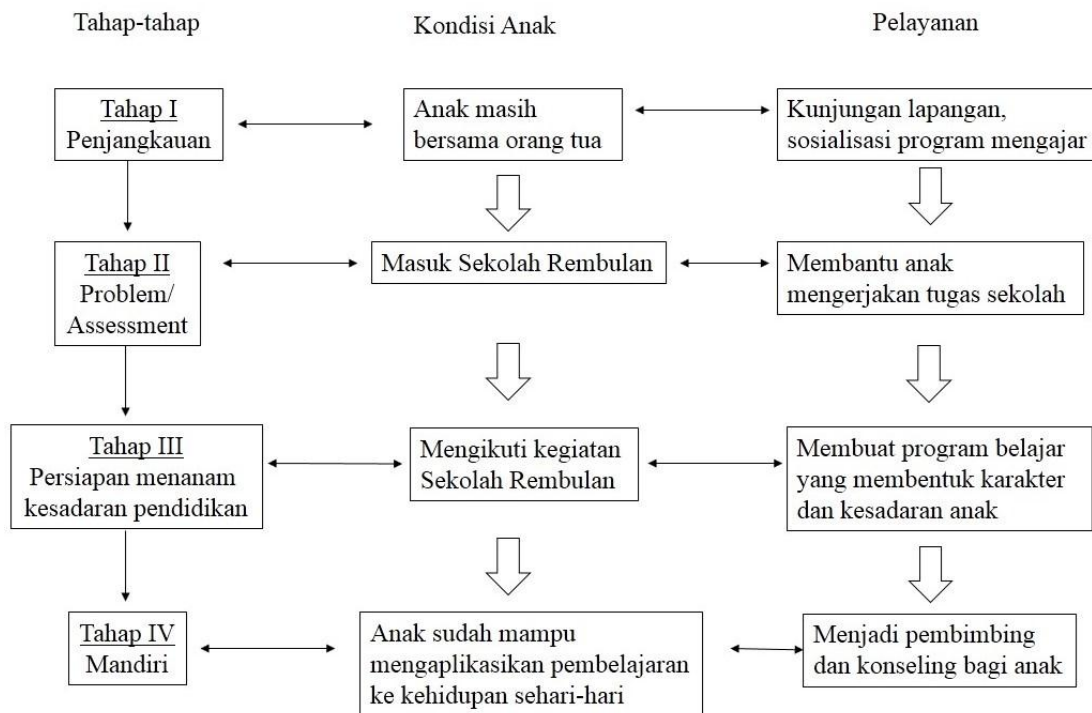 Tahap-tahap
Kondisi Anak
Pelayanan
Tahap I
Penjangkauan
Anak masih
bersama orang tua
Kunjungan lapangan,
sosialisasi program mengajar
Tahap II
Problem/
Assessment
Masuk Sekolah Rembulan
Membantu anak
mengerjakan tugas sekolah
Tahap III
Persiapan menanam
kesadaran pendidikan
Mengikuti kegiatan
Sekolah Rembulan
Membuat program belajar
yang membentuk karakter
dan kesadaran anak
Tahap IV
Mandiri
Anak sudah mampu
mengaplikasikan pembelajaran
ke kehidupan sehari-hari
Menjadi pembimbing
dan konseling bagi anak